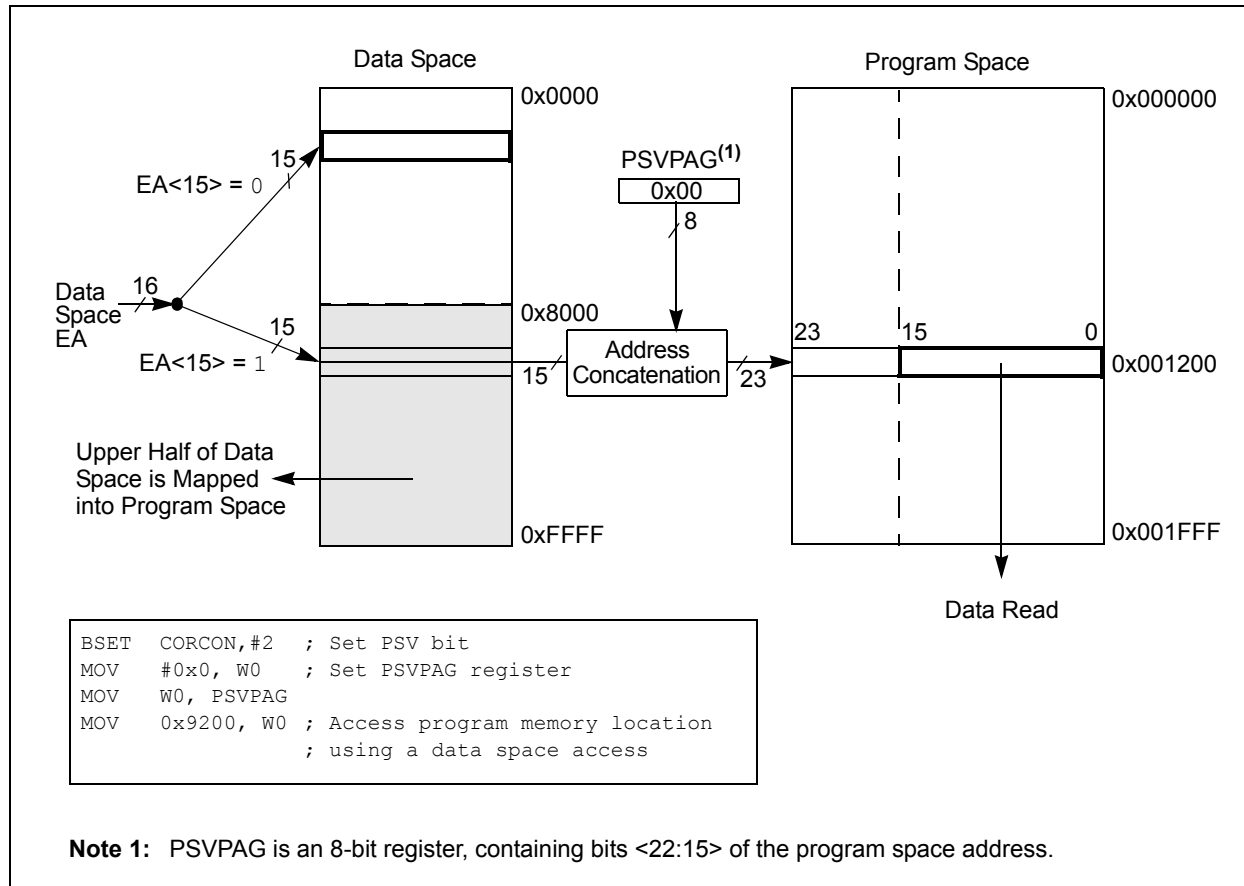 Data Space
Program Space
0x0000
0x000000
15
EA<15> = 0
PSVPAG(1)
0x00
8
16
Data
Space
EA
0x8000
15
EA<15> = 1
15
Address
Concatenation
23
23
15
0
0x001200
Upper Half of Data
Space is Mapped
into Program Space
0xFFFF
0x001FFF
Data Read
BSET CORCON,#2 ; Set PSV bit
MOV #0x0, W0 ; Set PSVPAG register
MOV W0, PSVPAG
MOV 0x9200, W0 ; Access program memory location
; using a data space access
Note 1: PSVPAG is an 8-bit register, containing bits <22:15> of the program space address.